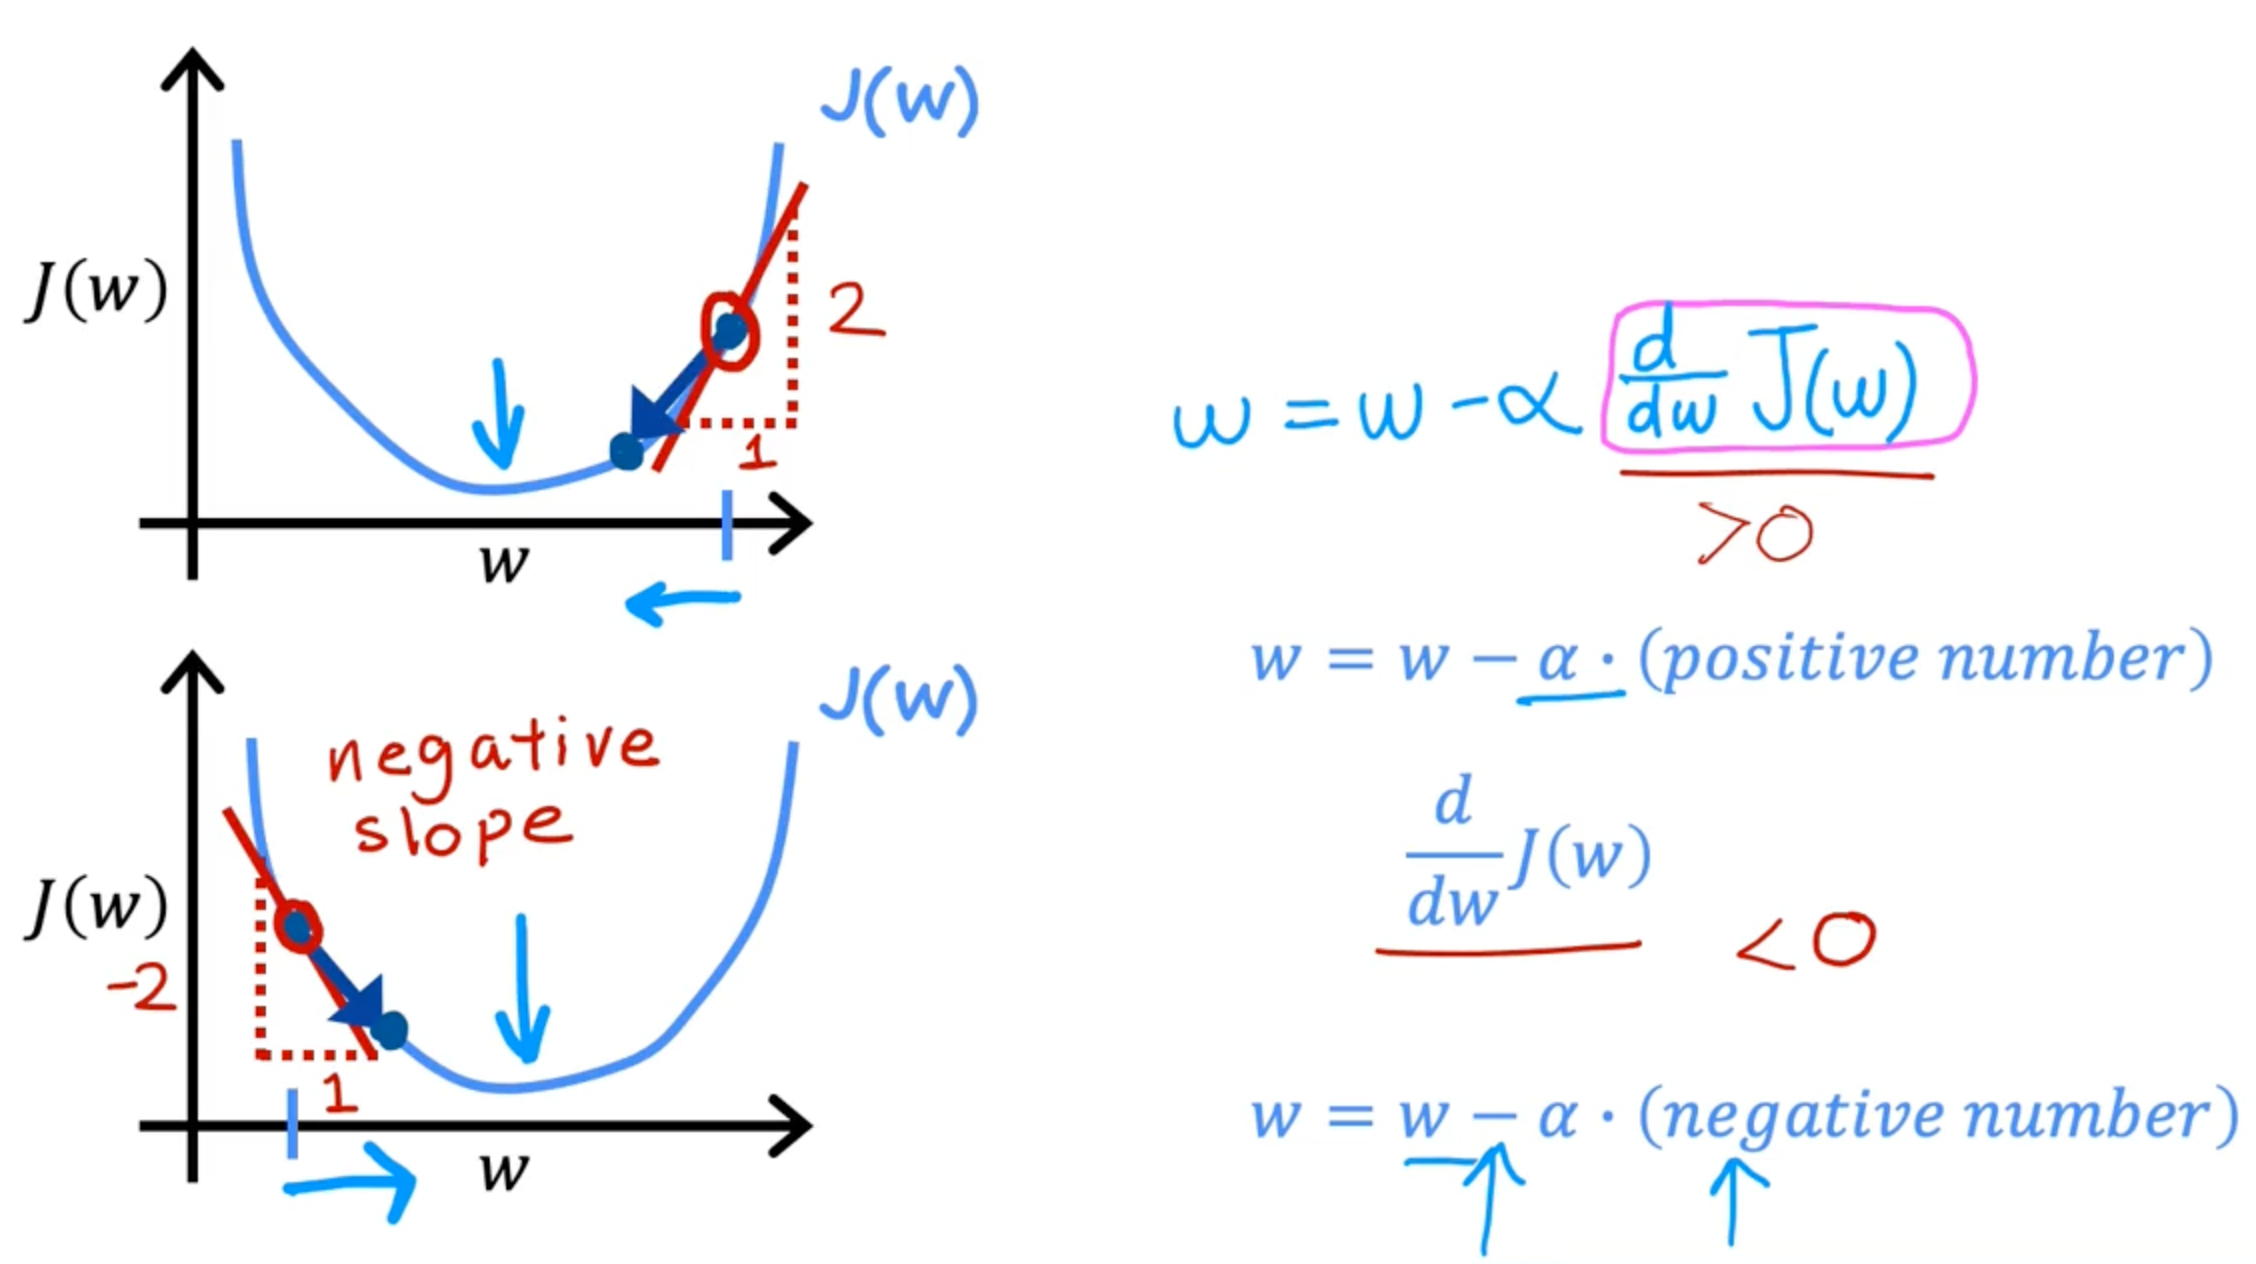 J(w)
J(w)
2
1
w
w = w - α d/dw J(w)
>0
w = w − α · (positive number)
J(w)
negative
slope
J(w)
-2
1
w
d/dw J(w) <0
w = w − α · (negative number)